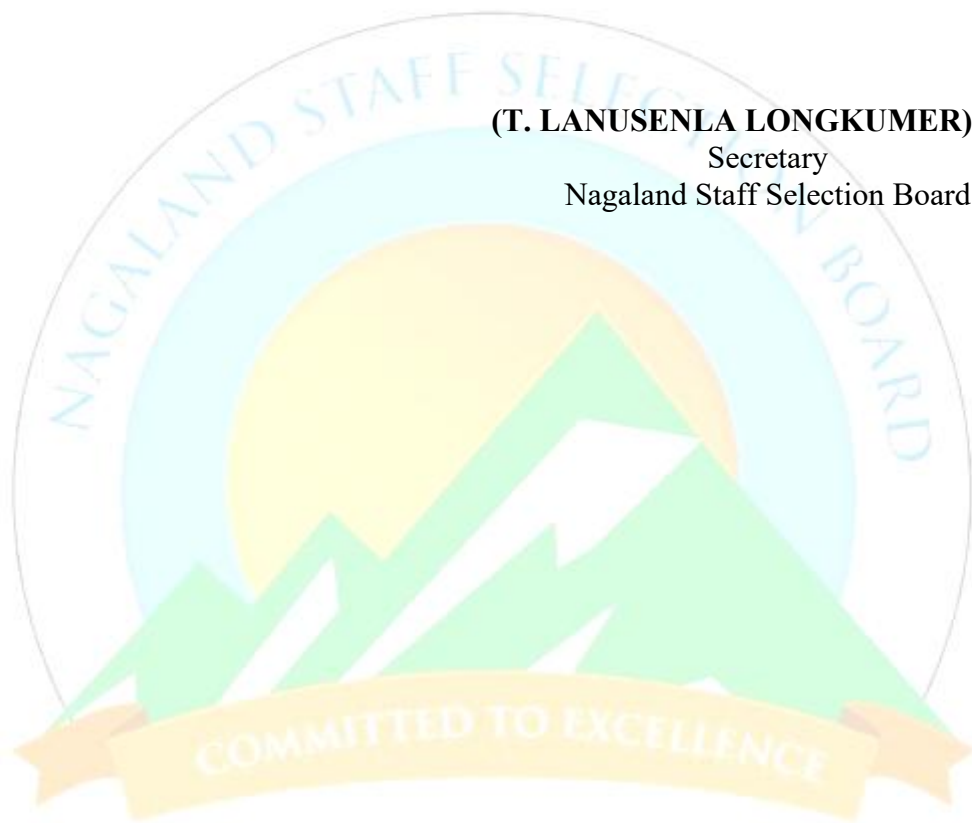 NAGALAND STAFF SELECTION BOARD
(T. LANUSENLA LONGKUMER)
Secretary
Nagaland Staff Selection Board
COMMITTED TO EXCELLENCE